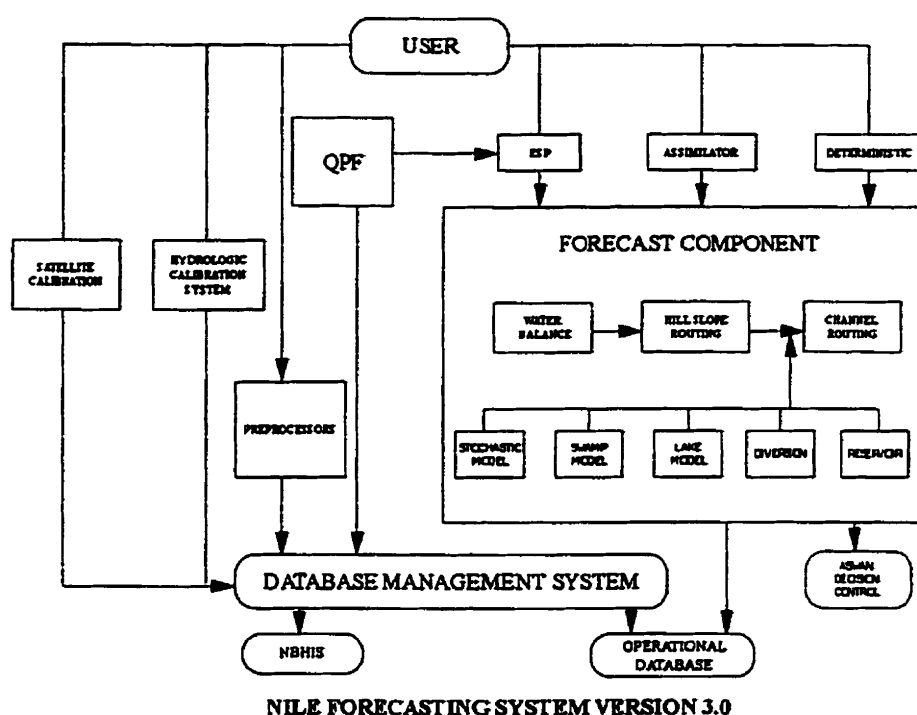 USER
QPF
ESP
ASSIMILATOR
DETERMINISTIC
FORECAST COMPONENT
SATELLITE
CALIBRATION
HYDROLOGIC
CALIBRATION
SYSTEM
WATER
BALANCE
HILL SLOPE
ROUTING
CHANNEL
ROUTING
PREPROCESSORS
STOCHASTIC
MODEL
SWAMP
MODEL
LAKE
MODEL
DIVERSION
RESERVOIR
DATABASE MANAGEMENT SYSTEM
ASWAN
DECISION
CONTROL
NBHIS
OPERATIONAL
DATABASE
NILE FORECASTING SYSTEM VERSION 3.0